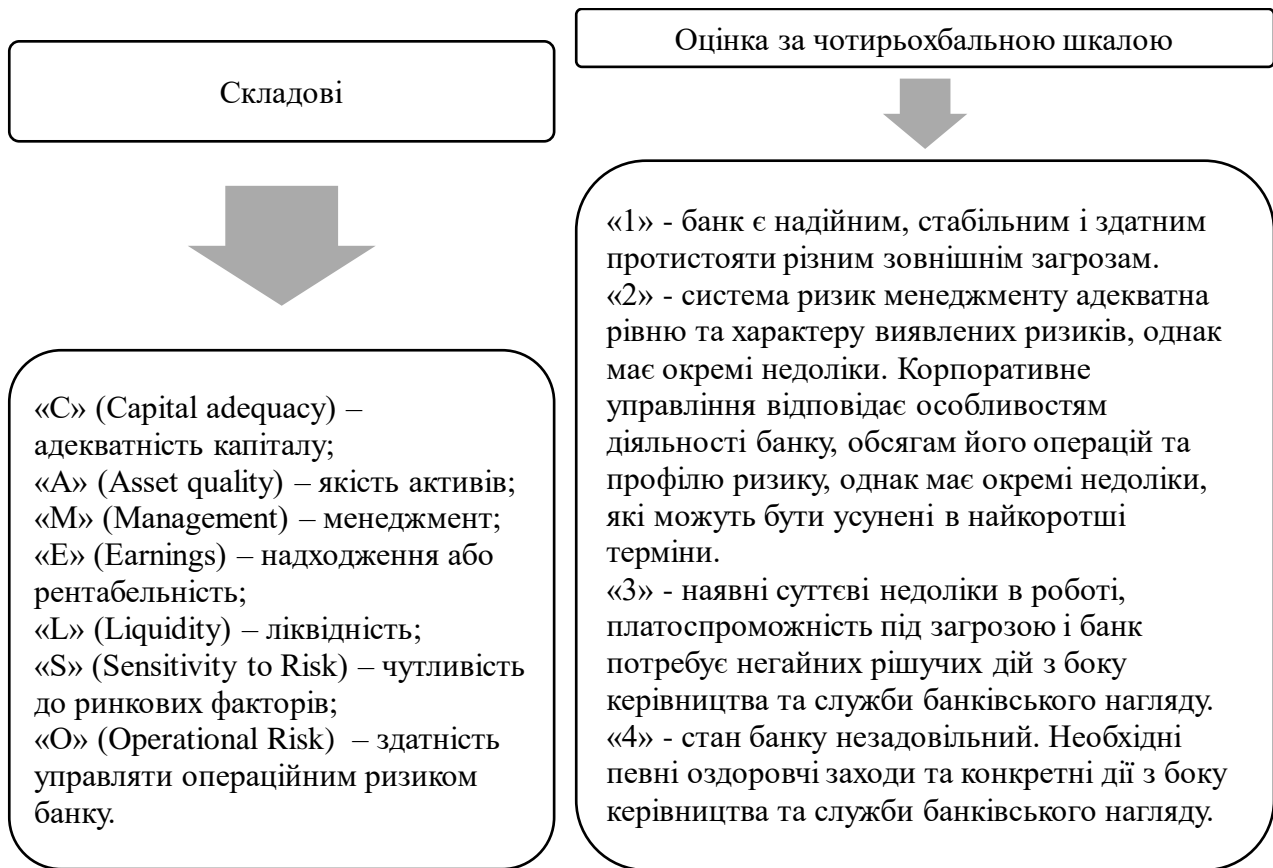 Складові
«C» (Capital adequacy) –
адекватність капіталу;
«A» (Asset quality) – якість активів;
«M» (Management) – менеджмент;
«E» (Earnings) – надходження або
рентабельність;
«L» (Liquidity) – ліквідність;
«S» (Sensitivity to Risk) – чутливість
до ринкових факторів;
«O» (Operational Risk) – здатність
управляти операційним ризиком
банку.
Оцінка за чотирьохбальною шкалою
«1» - банк є надійним, стабільним і здатним
протистояти різним зовнішнім загрозам.
«2» - система ризик менеджменту адекватна
рівню та характеру виявлених ризиків, однак
має окремі недоліки. Корпоративне
управління відповідає особливостям
діяльності банку, обсягам його операцій та
профілю ризику, однак має окремі недоліки,
які можуть бути усунені в найкоротші
терміни.
«3» - наявні суттєві недоліки в роботі,
платоспроможність під загрозою і банк
потребує негайних рішучих дій з боку
керівництва та служби банківського нагляду.
«4» - стан банку незадовільний. Необхідні
певні оздоровчі заходи та конкретні дії з боку
керівництва та служби банківського нагляду.